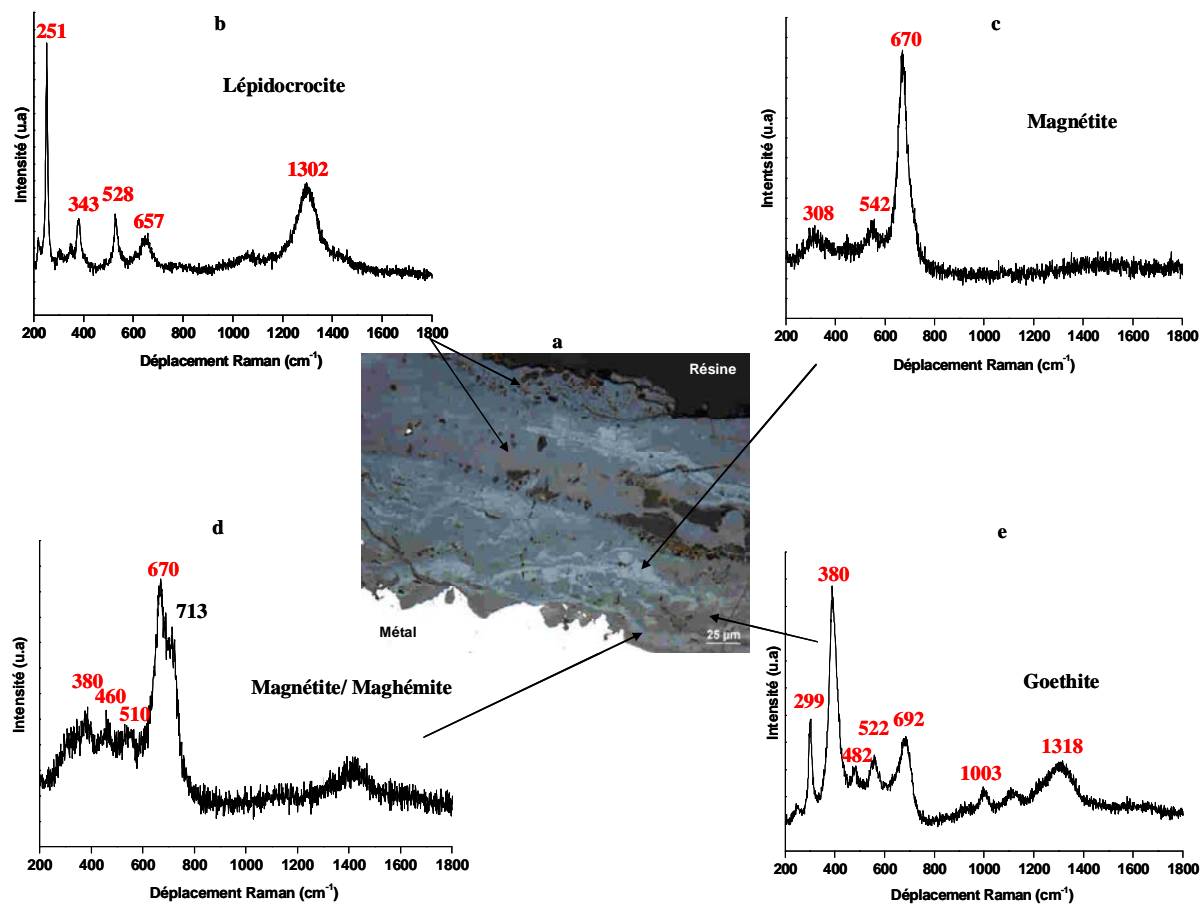 b
251
Lépidocrocite
1302
343
528
657
Intensité (u.a)
200 400 600 800 1000 1200 1400 1600 1800
Déplacement Raman (cm-1)
c
670
Magnétite
308
542
Intentsité (u.a)
200 400 600 800 1000 1200 1400 1600 1800
Déplacement Raman (cm-1)
a
Résine
Métal
25 µm
d
670
713
380
460
510
Magnétite/ Maghémite
Intensité (u.a)
200 400 600 800 1000 1200 1400 1600 1800
Déplacement Raman (cm-1)
e
380
Goethite
299
522
692
482
1003
1318
Intensité (u.a)
200 400 600 800 1000 1200 1400 1600 1800
Déplacement Raman (cm-1)